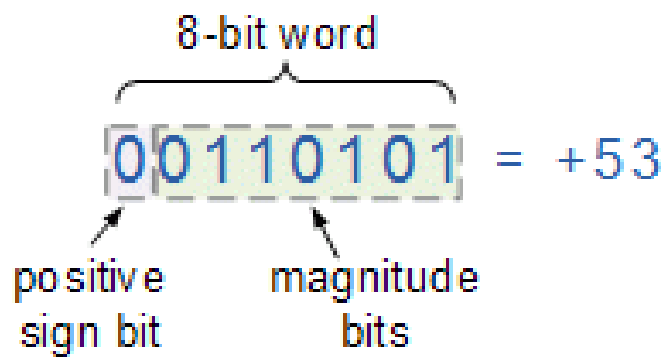 8-bit word
00110101 = +53
positive
sign bit
magnitude
bits